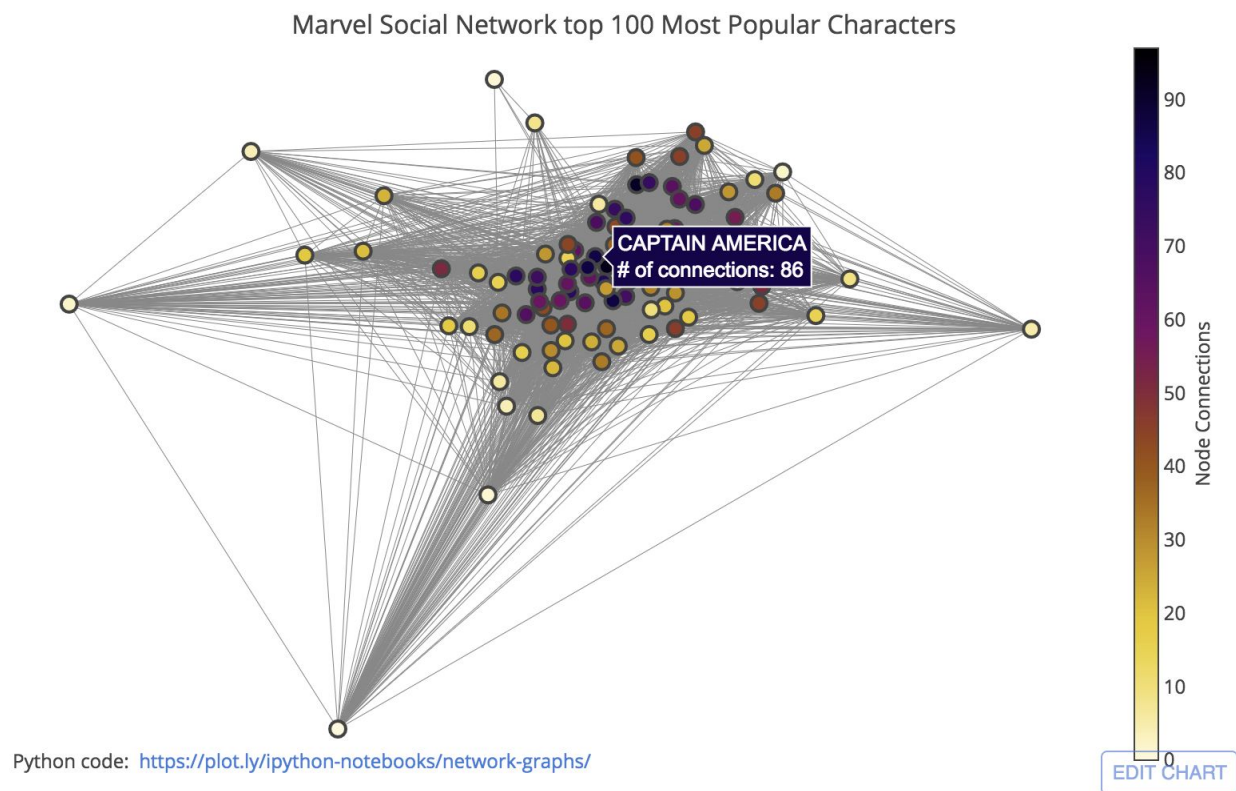 Marvel Social Network top 100 Most Popular Characters
CAPTAIN AMERICA
# of connections: 86
90
80
70
60
50
40
30
20
10
0
Node Connections
Python code: https://plot.ly/ipython-notebooks/network-graphs/
EDIT CHART